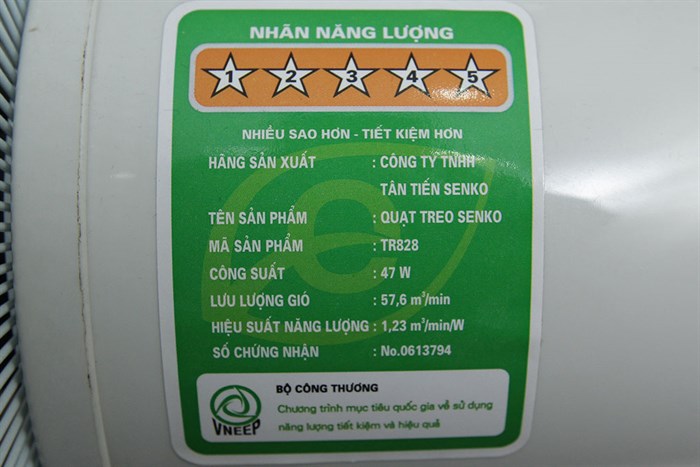 NHÃN NĂNG LƯỢNG
1 2 3 4 5
NHIỀU SAO HƠN - TIẾT KIỆM HƠN
HÃNG SẢN XUẤT : CÔNG TY TNHH
TÂN TIẾN SENKO
TÊN SẢN PHẨM : QUẠT TREO SENKO
MÃ SẢN PHẨM : TR828
CÔNG SUẤT : 47 W
LƯU LƯỢNG GIÓ : 57,6 m³/min
HIỆU SUẤT NĂNG LƯỢNG : 1,23 m³/min/W
SỐ CHỨNG NHẬN : No.0613794
BỘ CÔNG THƯƠNG
Chương trình mục tiêu quốc gia về sử dụng
năng lượng tiết kiệm và hiệu quả
VNEEP